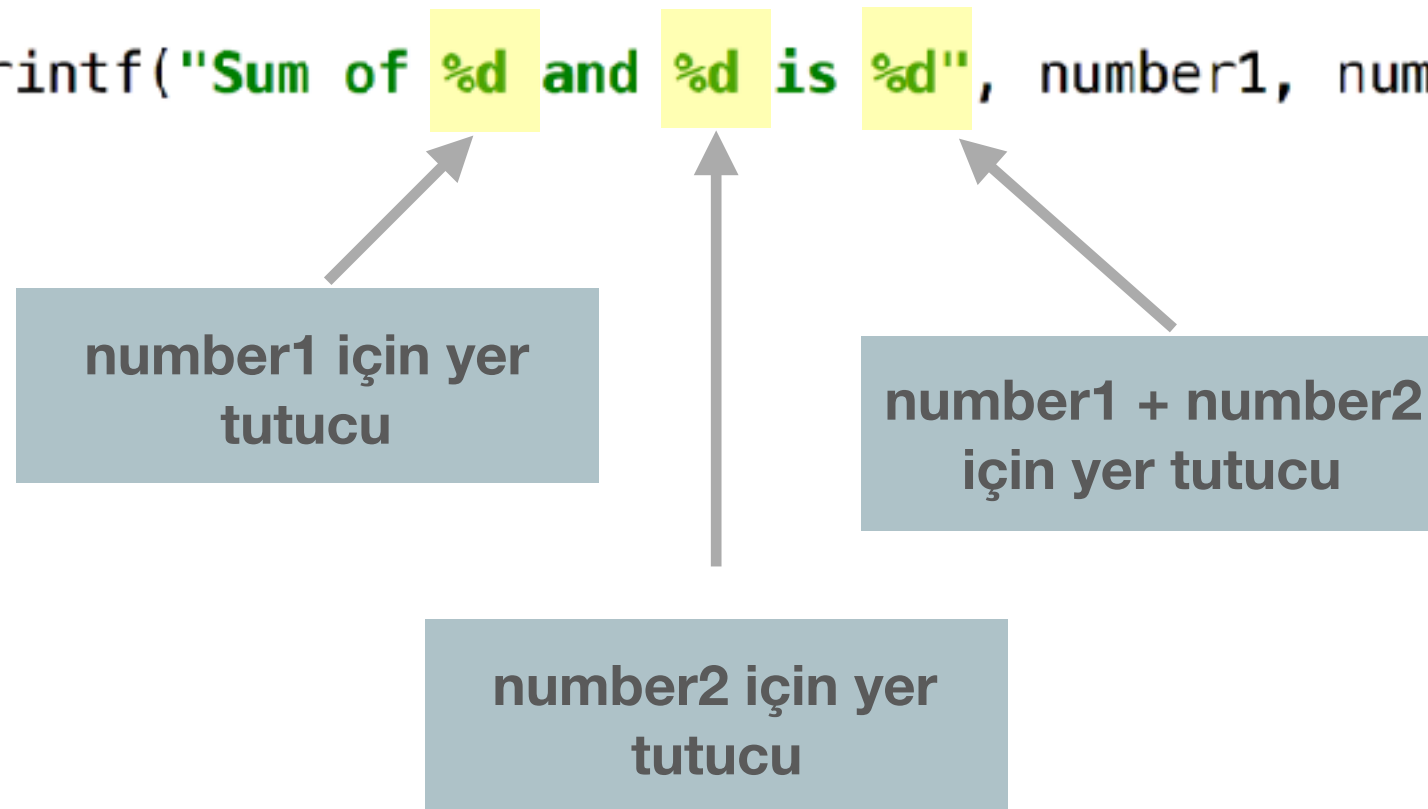 rintf("Sum of %d and %d is %d", number1, num
number1 için yer
tutucu
number1 + number2
için yer tutucu
number2 için yer
tutucu